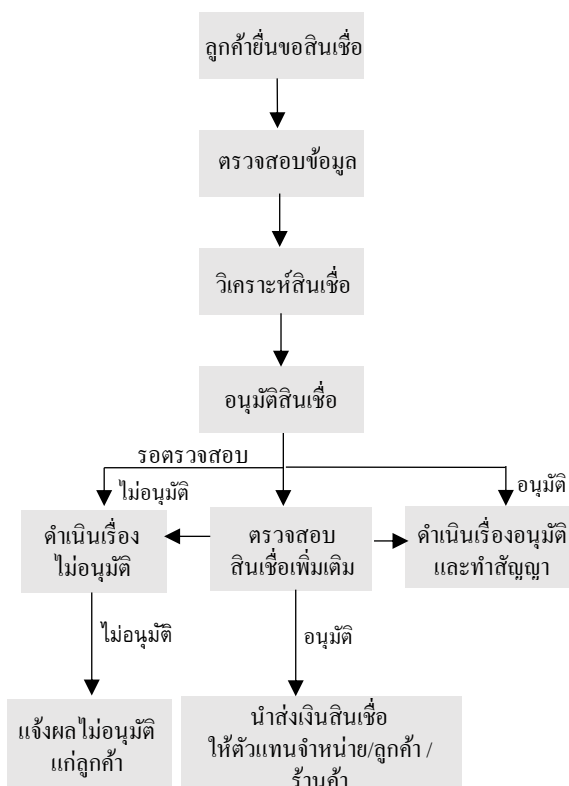 ลูกค้ายื่นขอสินเชื่อ
ตรวจสอบข้อมูล
วิเคราะห์สินเชื่อ
อนุมัติสินเชื่อ
รอตรวจสอบ
ไม่อนุมัติ
อนุมัติ
ดำเนินเรื่อง
ไม่อนุมัติ
ตรวจสอบ
สินเชื่อเพิ่มเติม
ดำเนินเรื่องอนุมัติ
และทำสัญญา
ไม่อนุมัติ
อนุมัติ
แจ้งผลไม่อนุมัติ
แก่ลูกค้า
นำส่งเงินสินเชื่อ
ให้ตัวแทนจำหน่าย/ลูกค้า /
ร้านค้า